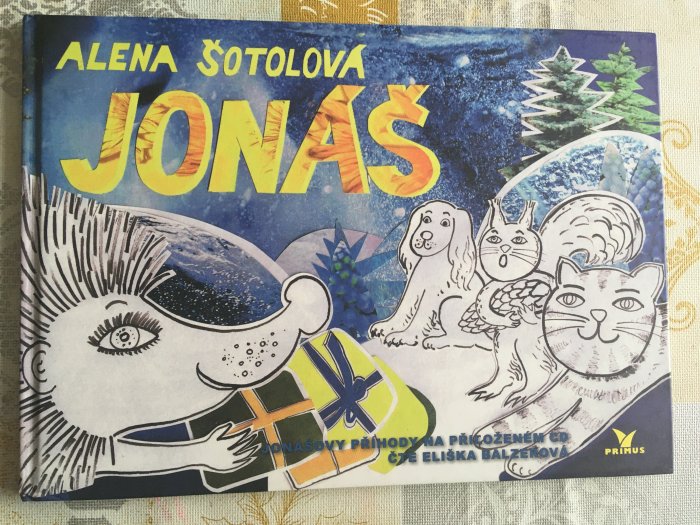 ALENA ŠOTOLOVÁ
JONÁŠ
JONÁŠOVY PŘÍHODY NA PŘILOŽENÉM CD
ČTE ELIŠKA BALZEROVÁ
PRIMUS